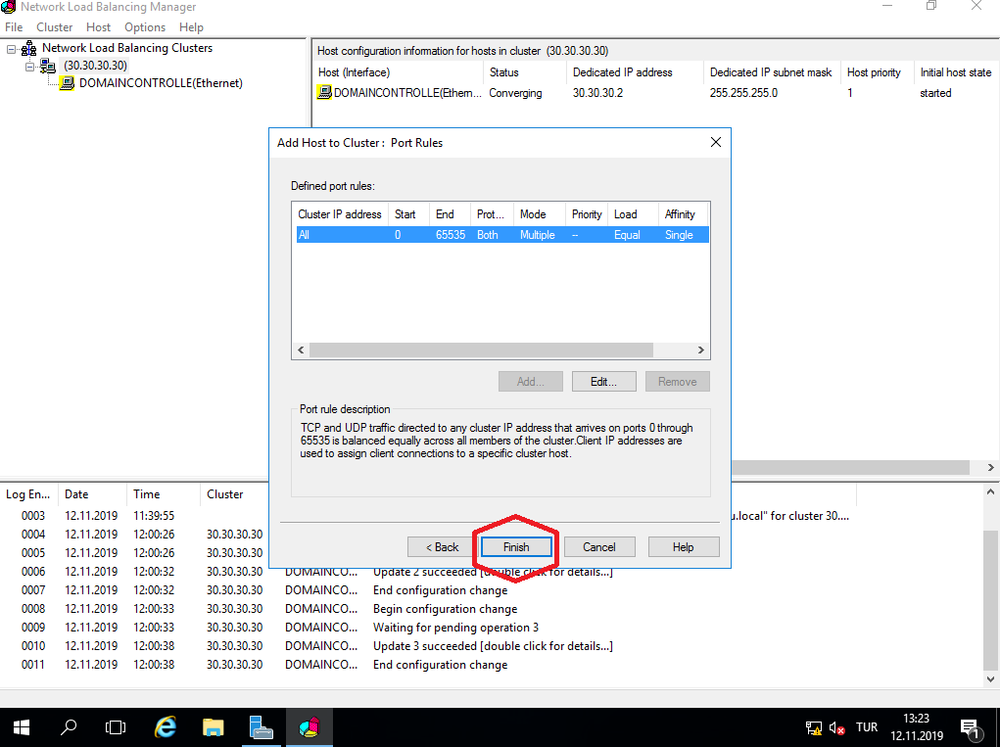 Network Load Balancing Manager
File Cluster Host Options Help
Network Load Balancing Clusters
(30.30.30.30)
DOMAINCONTROLLE(Ethernet)
Host configuration information for hosts in cluster (30.30.30.30)
Host (Interface) Status Dedicated IP address Dedicated IP subnet mask Host priority Initial host state
DOMAINCONTROLLE(Ethern... Converging 30.30.30.2 255.255.255.0 1 started
Add Host to Cluster : Port Rules
Defined port rules:
Cluster IP address Start End Prot... Mode Priority Load Affinity
All 0 65535 Both Multiple -- Equal Single
Add... Edit... Remove
Port rule description
TCP and UDP traffic directed to any cluster IP address that arrives on ports 0 through
65535 is balanced equally across all members of the cluster.Client IP addresses are
used to assign client connections to a specific cluster host.
< Back Finish Cancel Help
Log En... Date Time Cluster
0003 12.11.2019 11:39:55 u.local" for cluster 30....
0004 12.11.2019 12:00:26 30.30.30.30
0005 12.11.2019 12:00:26 30.30.30.30
0006 12.11.2019 12:00:32 30.30.30.30 DOMAINCO... Update 2 succeeded [double click for details...]
0007 12.11.2019 12:00:32 30.30.30.30 DOMAINCO... End configuration change
0008 12.11.2019 12:00:33 30.30.30.30 DOMAINCO... Begin configuration change
0009 12.11.2019 12:00:33 30.30.30.30 DOMAINCO... Waiting for pending operation 3
0010 12.11.2019 12:00:38 30.30.30.30 DOMAINCO... Update 3 succeeded [double click for details...]
0011 12.11.2019 12:00:38 30.30.30.30 DOMAINCO... End configuration change
TUR 13:23
12.11.2019
1